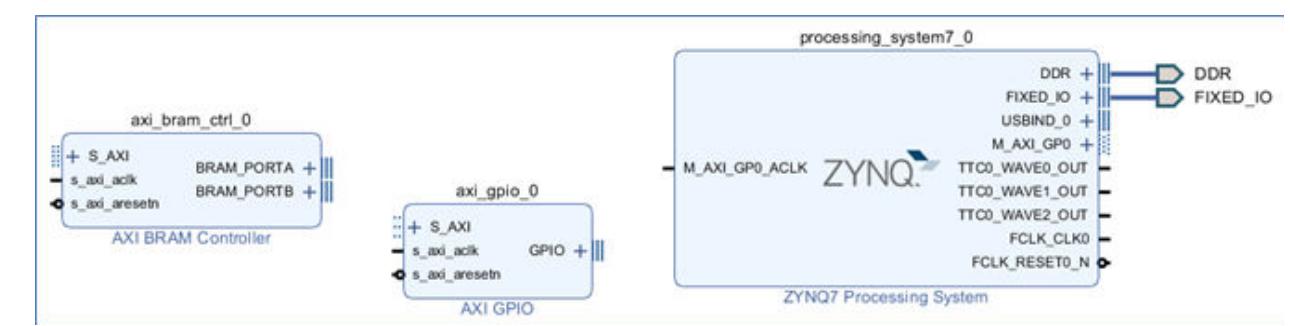 processing_system7_0
DDR
DDR
FIXED_IO
FIXED_IO
USBIND_0
M_AXI_GP0
M_AXI_GP0_ACLK
ZYNQ.
TTC0_WAVE0_OUT
TTC0_WAVE1_OUT
TTC0_WAVE2_OUT
FCLK_CLK0
FCLK_RESET0_N
ZYNQ7 Processing System
axi_bram_ctrl_0
S_AXI
s_axi_aclk
s_axi_aresetn
BRAM_PORTA
BRAM_PORTB
AXI BRAM Controller
axi_gpio_0
S_AXI
s_axi_aclk
s_axi_aresetn
GPIO
AXI GPIO